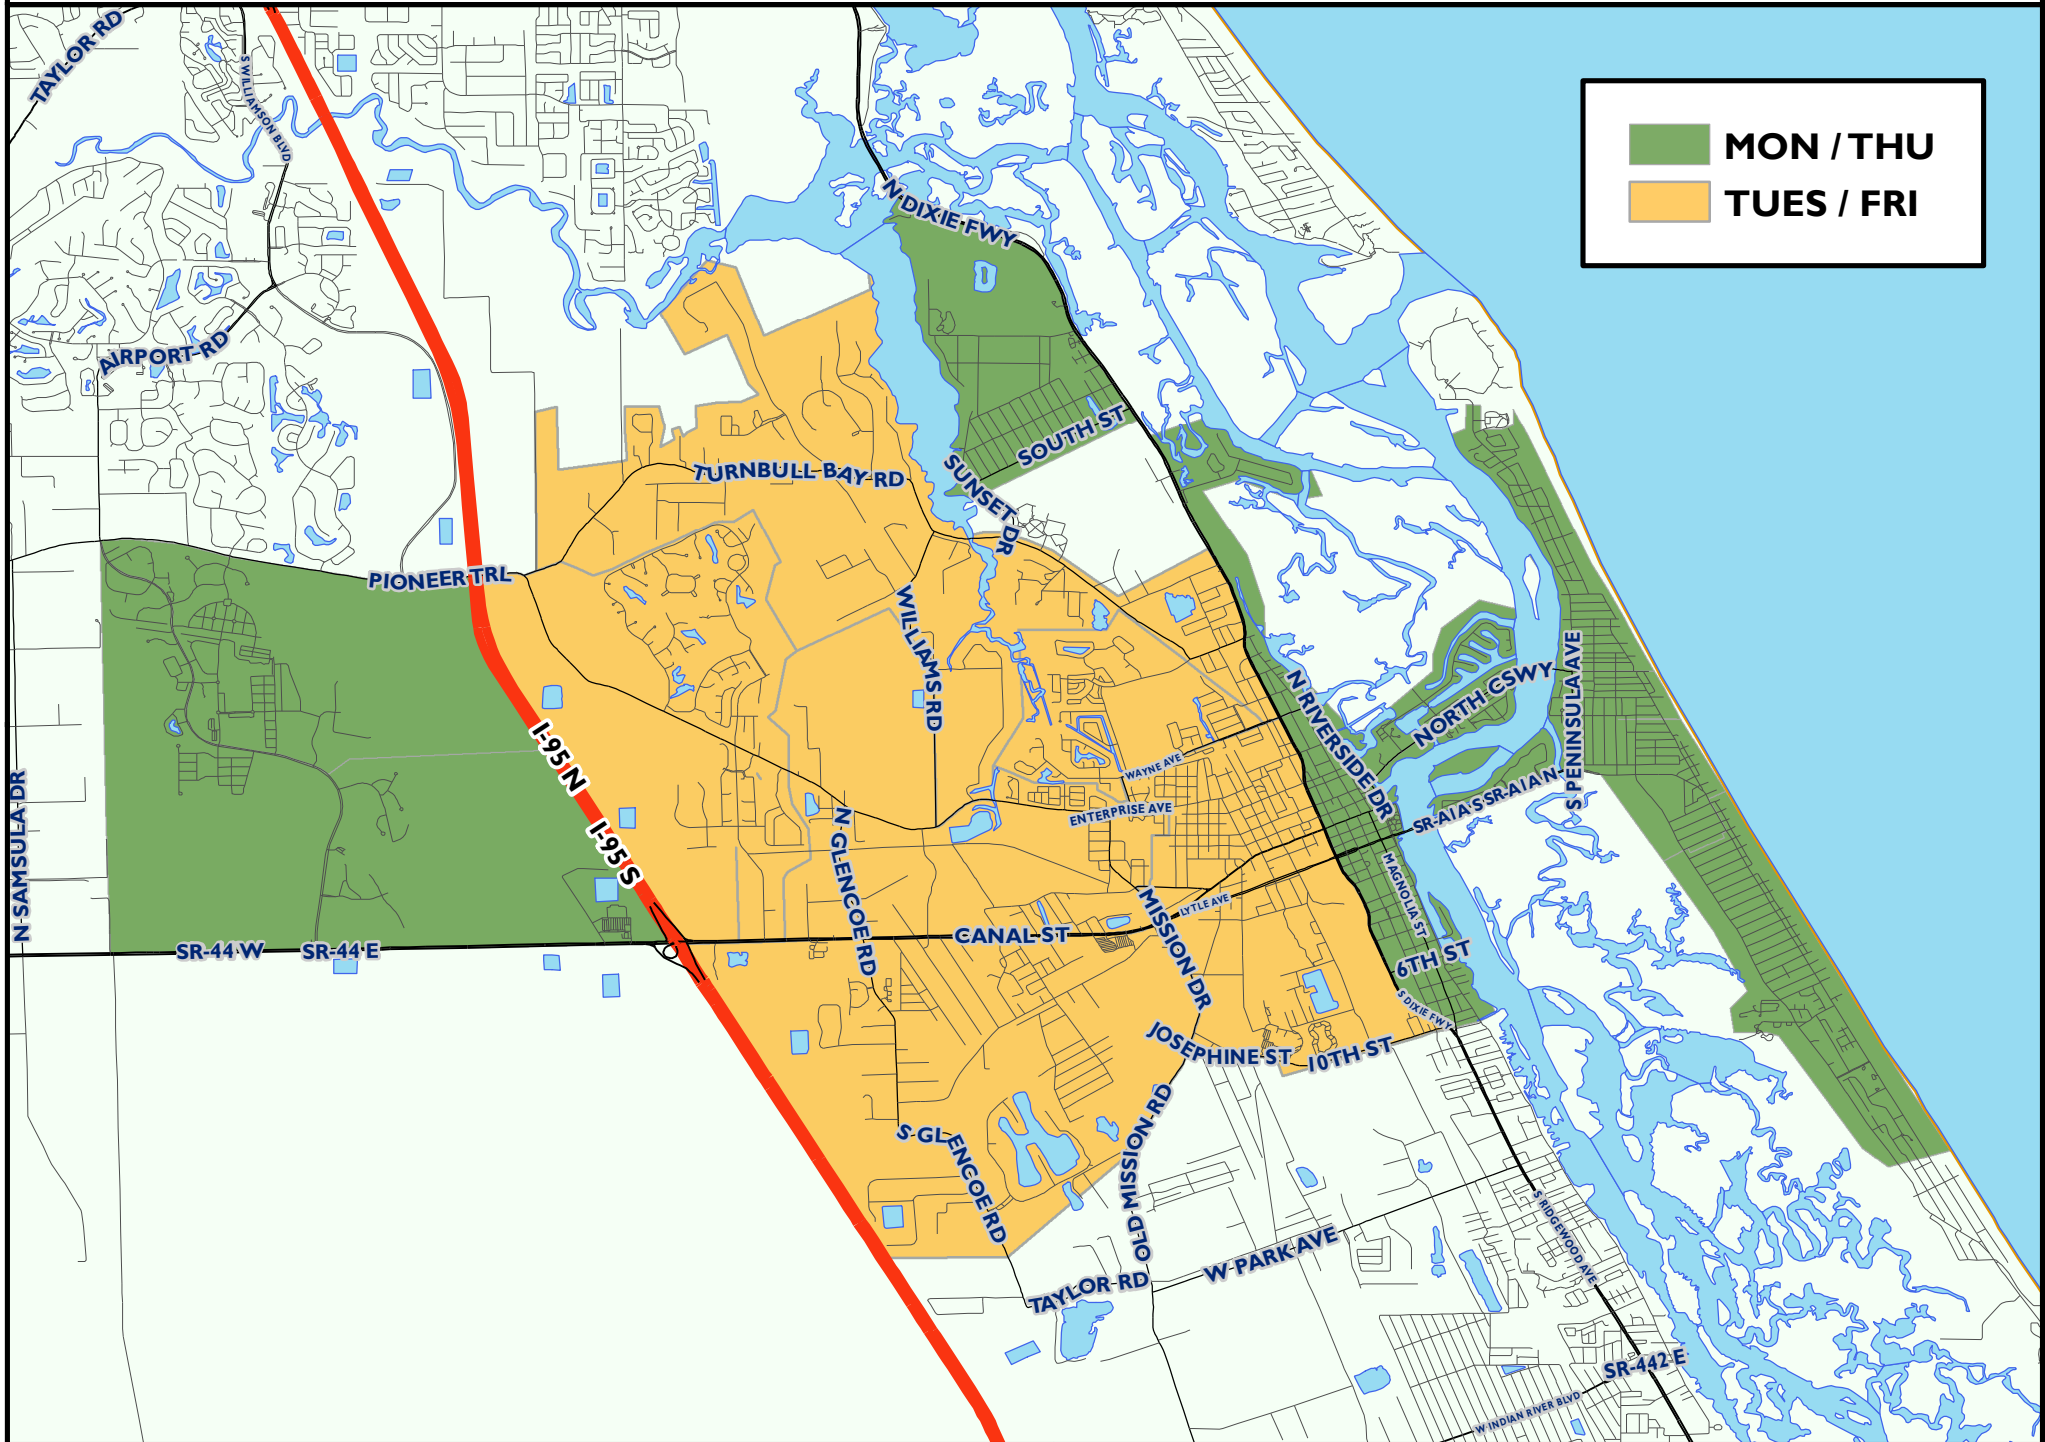 TAYLOR RD
S WILLIAMSON BLVD
MON / THU
TUES / FRI
N DIXIE FWY
AIRPORT RD
SOUTH ST
TURNBULL BAY RD
SUNSET DR
PIONEER TRL
WILLIAMS RD
S PENINSULA AVE
NORTH CSWY
N RIVERSIDE DR
I-95 N
WAYNE AVE
SR-A1A S
SR-A1A N
N SAMSULA DR
ENTERPRISE AVE
I-95 S
N GLENCOE RD
MAGNOLIA ST
MISSION DR
LYTLE AVE
SR-44 W
SR-44 E
CANAL ST
6TH ST
S DIXIE FWY
JOSEPHINE ST
10TH ST
S GLENCOE RD
OLD MISSION RD
W PARK AVE
TAYLOR RD
S RIDGEWOOD AVE
SR-442 E
W INDIAN RIVER BLVD